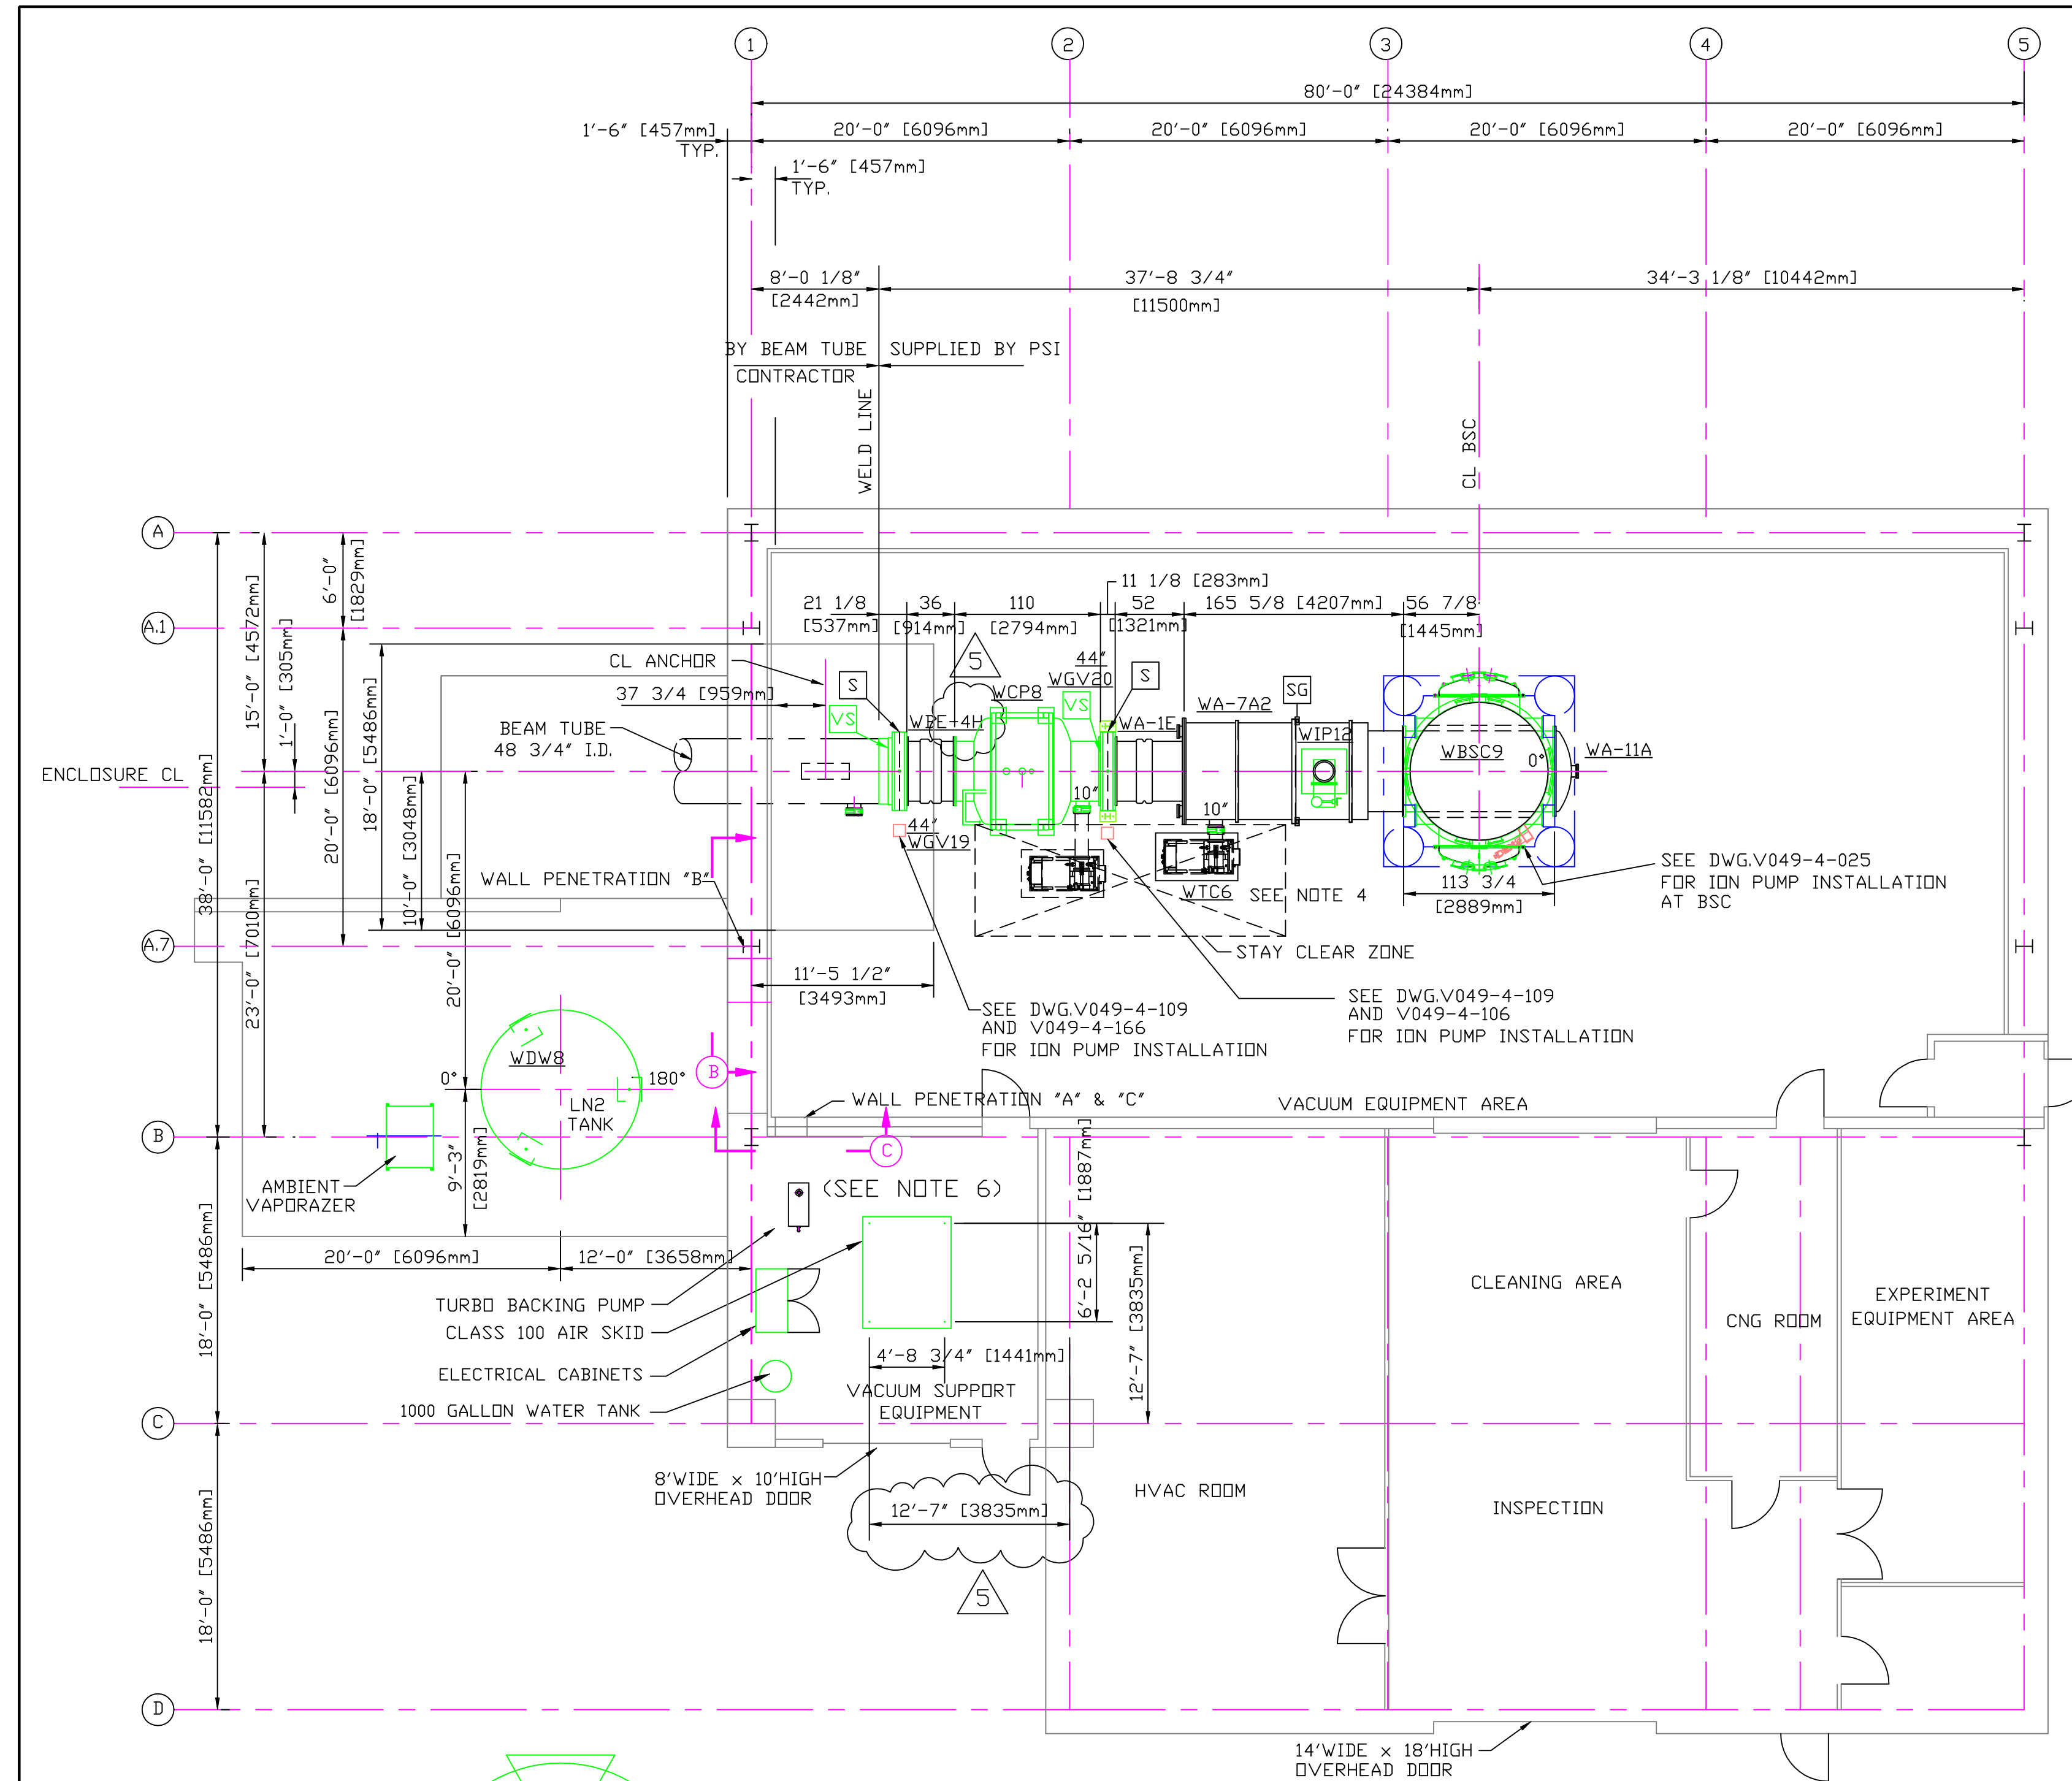 1
2
3
4
5
80'-0" [24384mm]
1'-6" [457mm]
TYP.
20'-0" [6096mm]
20'-0" [6096mm]
20'-0" [6096mm]
20'-0" [6096mm]
1'-6" [457mm]
TYP.
8'-0 1/8"
[2442mm]
37'-8 3/4"
[11500mm]
34'-3 1/8" [10442mm]
BY BEAM TUBE
CONTRACTOR
SUPPLIED BY PSI
WELD LINE
CL BSC
A
A.1
A.7
B
C
D
38'-0" [11582mm]
15'-0" [4572mm]
1'-0" [305mm]
6'-0"
[1829mm]
20'-0" [6096mm]
18'-0" [5486mm]
10'-0" [3048mm]
20'-0" [6096mm]
23'-0" [7010mm]
9'-3"
[2819mm]
18'-0" [5486mm]
18'-0" [5486mm]
ENCLOSURE CL
11 1/8 [283mm]
21 1/8
[537mm]
36
[914mm]
110
[2794mm]
52
[1321mm]
165 5/8 [4207mm]
56 7/8
[1445mm]
CL ANCHOR
37 3/4 [959mm]
BEAM TUBE
48 3/4" I.D.
S
VS
WBE-4H
5
WCP8
44"
WGV20
VS
S
WA-1E
WA-7A2
SG
WIP12
WBSC9
0°
WA-11A
44"
WGV19
10"
10"
WTC6
SEE NOTE 4
113 3/4
[2889mm]
SEE DWG.V049-4-025
FOR ION PUMP INSTALLATION
AT BSC
STAY CLEAR ZONE
WALL PENETRATION "B"
11'-5 1/2"
[3493mm]
SEE DWG.V049-4-109
AND V049-4-166
FOR ION PUMP INSTALLATION
SEE DWG.V049-4-109
AND V049-4-106
FOR ION PUMP INSTALLATION
WDW8
0°
180°
LN2
TANK
B
WALL PENETRATION "A" & "C"
VACUUM EQUIPMENT AREA
C
AMBIENT
VAPORAZER
(SEE NOTE 6)
20'-0" [6096mm]
12'-0" [3658mm]
6'-2 5/16" [1887mm]
12'-7" [3835mm]
TURBO BACKING PUMP
CLASS 100 AIR SKID
ELECTRICAL CABINETS
1000 GALLON WATER TANK
4'-8 3/4" [1441mm]
VACUUM SUPPORT
EQUIPMENT
CLEANING AREA
CNG ROOM
EXPERIMENT
EQUIPMENT AREA
8'WIDE x 10'HIGH
OVERHEAD DOOR
12'-7" [3835mm]
5
HVAC ROOM
INSPECTION
14'WIDE x 18'HIGH
OVERHEAD DOOR